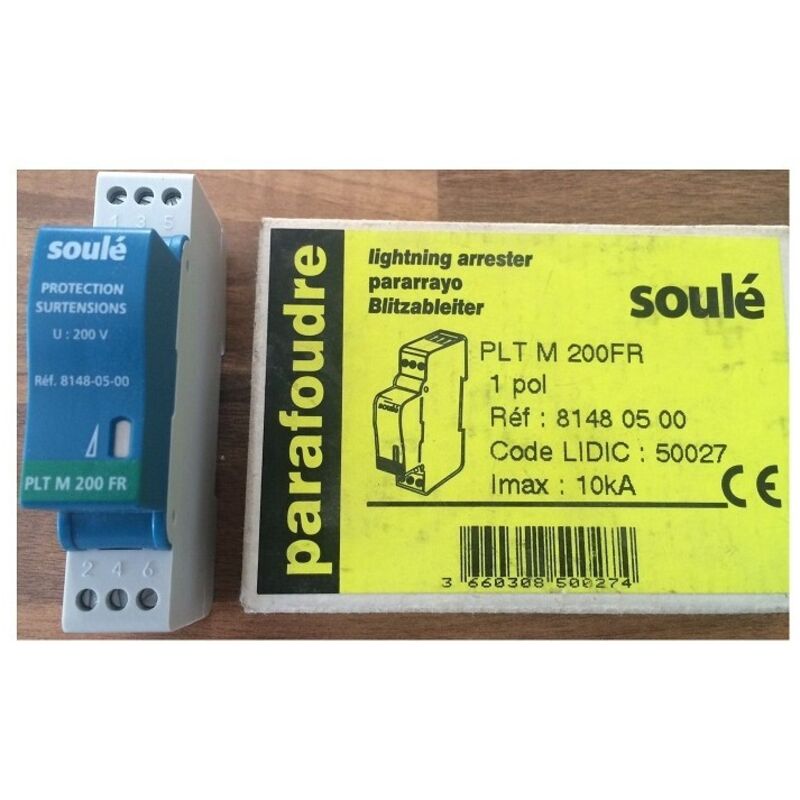 1 3 5
soulé
PROTECTION
SURTENSIONS
U : 200 V
Réf. 8148-05-00
PLT M 200 FR
2 4 6
parafoudre
lightning arrester
pararrayo
Blitzableiter
soulé
soulé
PLT M 200FR
1 pol
Réf : 8148 05 00
Code LIDIC : 50027
Imax : 10kA
CE
3 660308 500274